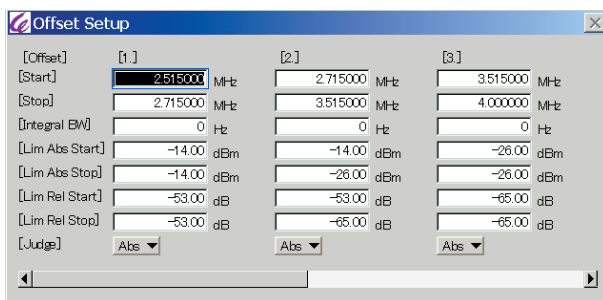 Offset Setup
[Offset] [1.] [2.] [3.]
[Start] 2.515000 MHz 2.715000 MHz 3.515000 MHz
[Stop] 2.715000 MHz 3.515000 MHz 4.000000 MHz
[Integral BW] 0 Hz 0 Hz 0 Hz
[Lim Abs Start] -14.00 dBm -14.00 dBm -26.00 dBm
[Lim Abs Stop] -14.00 dBm -26.00 dBm -26.00 dBm
[Lim Rel Start] -53.00 dB -53.00 dB -65.00 dB
[Lim Rel Stop] -53.00 dB -65.00 dB -65.00 dB
[Judge] Abs Abs Abs